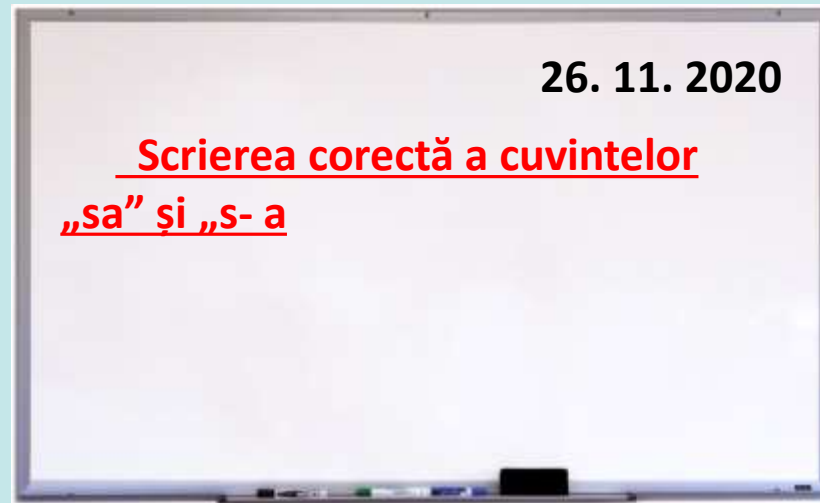 26. 11. 2020
Scrierea corectă a cuvintelor
„sa” și „s- a